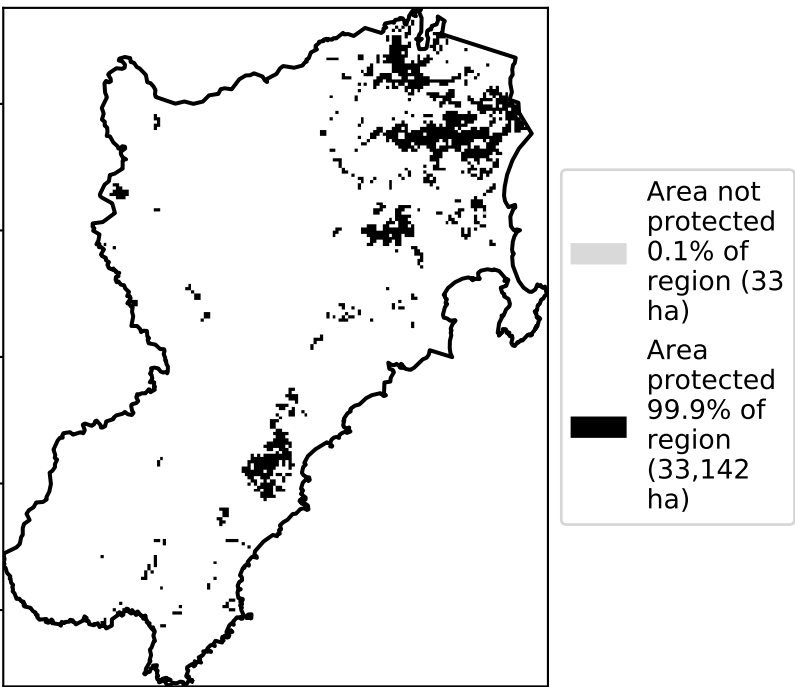 Area not
protected
0.1% of
region (33
ha)
Area
protected
99.9% of
region
(33,142
ha)